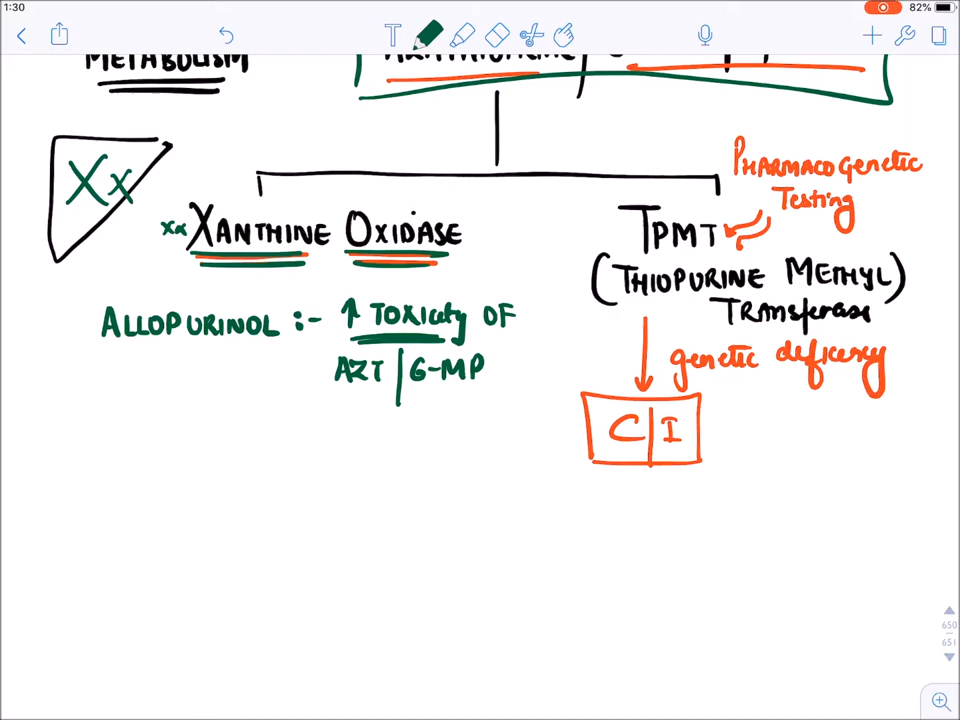 1:30
82%
T
METABOLISM
Xx
PHARMACOGenetic
Testing
xx XANTHINE OXIDASE
TPMT
(THIOPURINE METHYL)
TRANSferase
ALLOPURINOL :- ↑ TOXICity OF
AZT | 6-MP
genetic deficiency
C | I
650
651